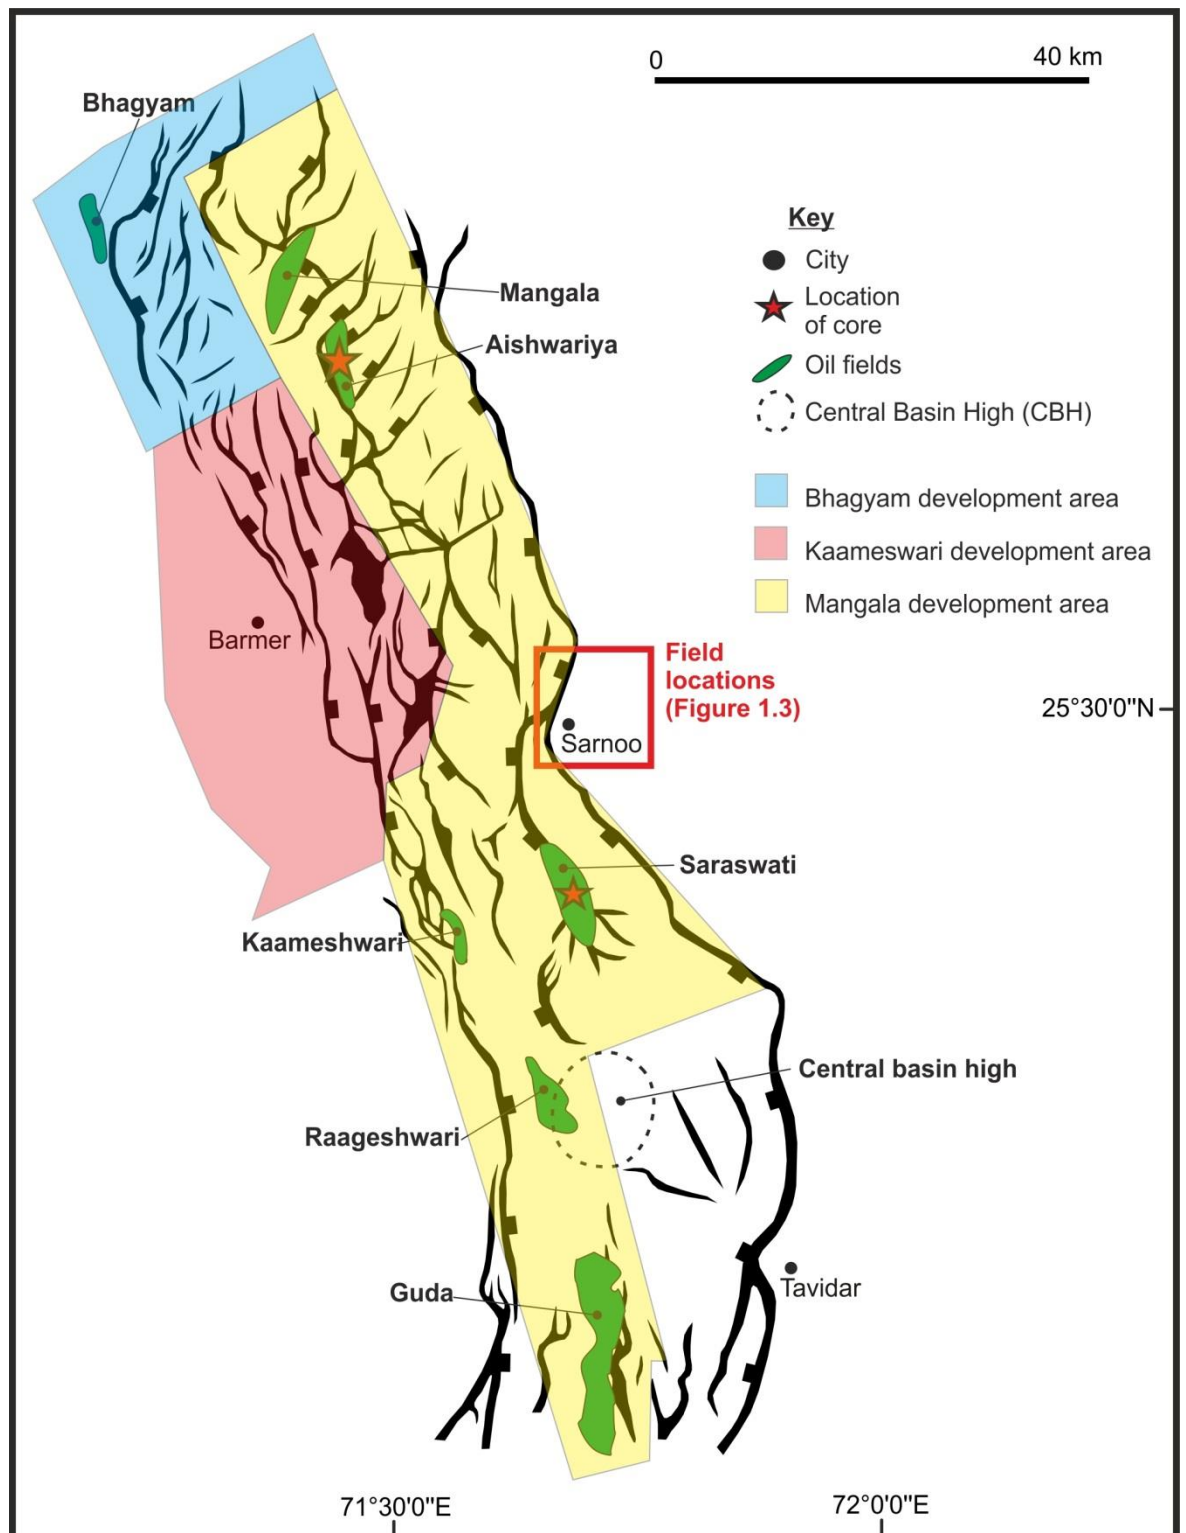 0 40 km
Bhagyam
Key
City
Location
of core
Oil fields
Central Basin High (CBH)
Bhagyam development area
Kaameswari development area
Mangala development area
Mangala
Aishwariya
Barmer
Field
locations
(Figure 1.3)
25°30'0"N
Sarnoo
Saraswati
Kaameshwari
Central basin high
Raageshwari
Guda
Tavidar
71°30'0"E
72°0'0"E